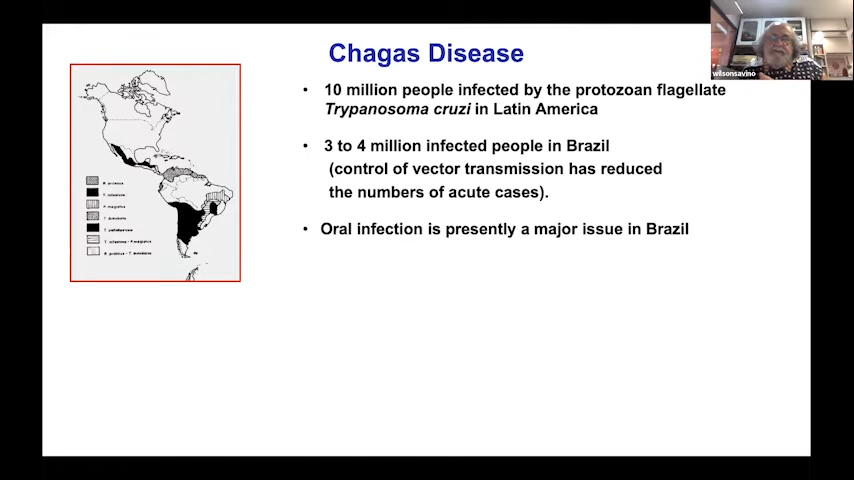 Chagas Disease
wilsonsavino
• 10 million people infected by the protozoan flagellate
Trypanosoma cruzi in Latin America
• 3 to 4 million infected people in Brazil
(control of vector transmission has reduced
the numbers of acute cases).
• Oral infection is presently a major issue in Brazil